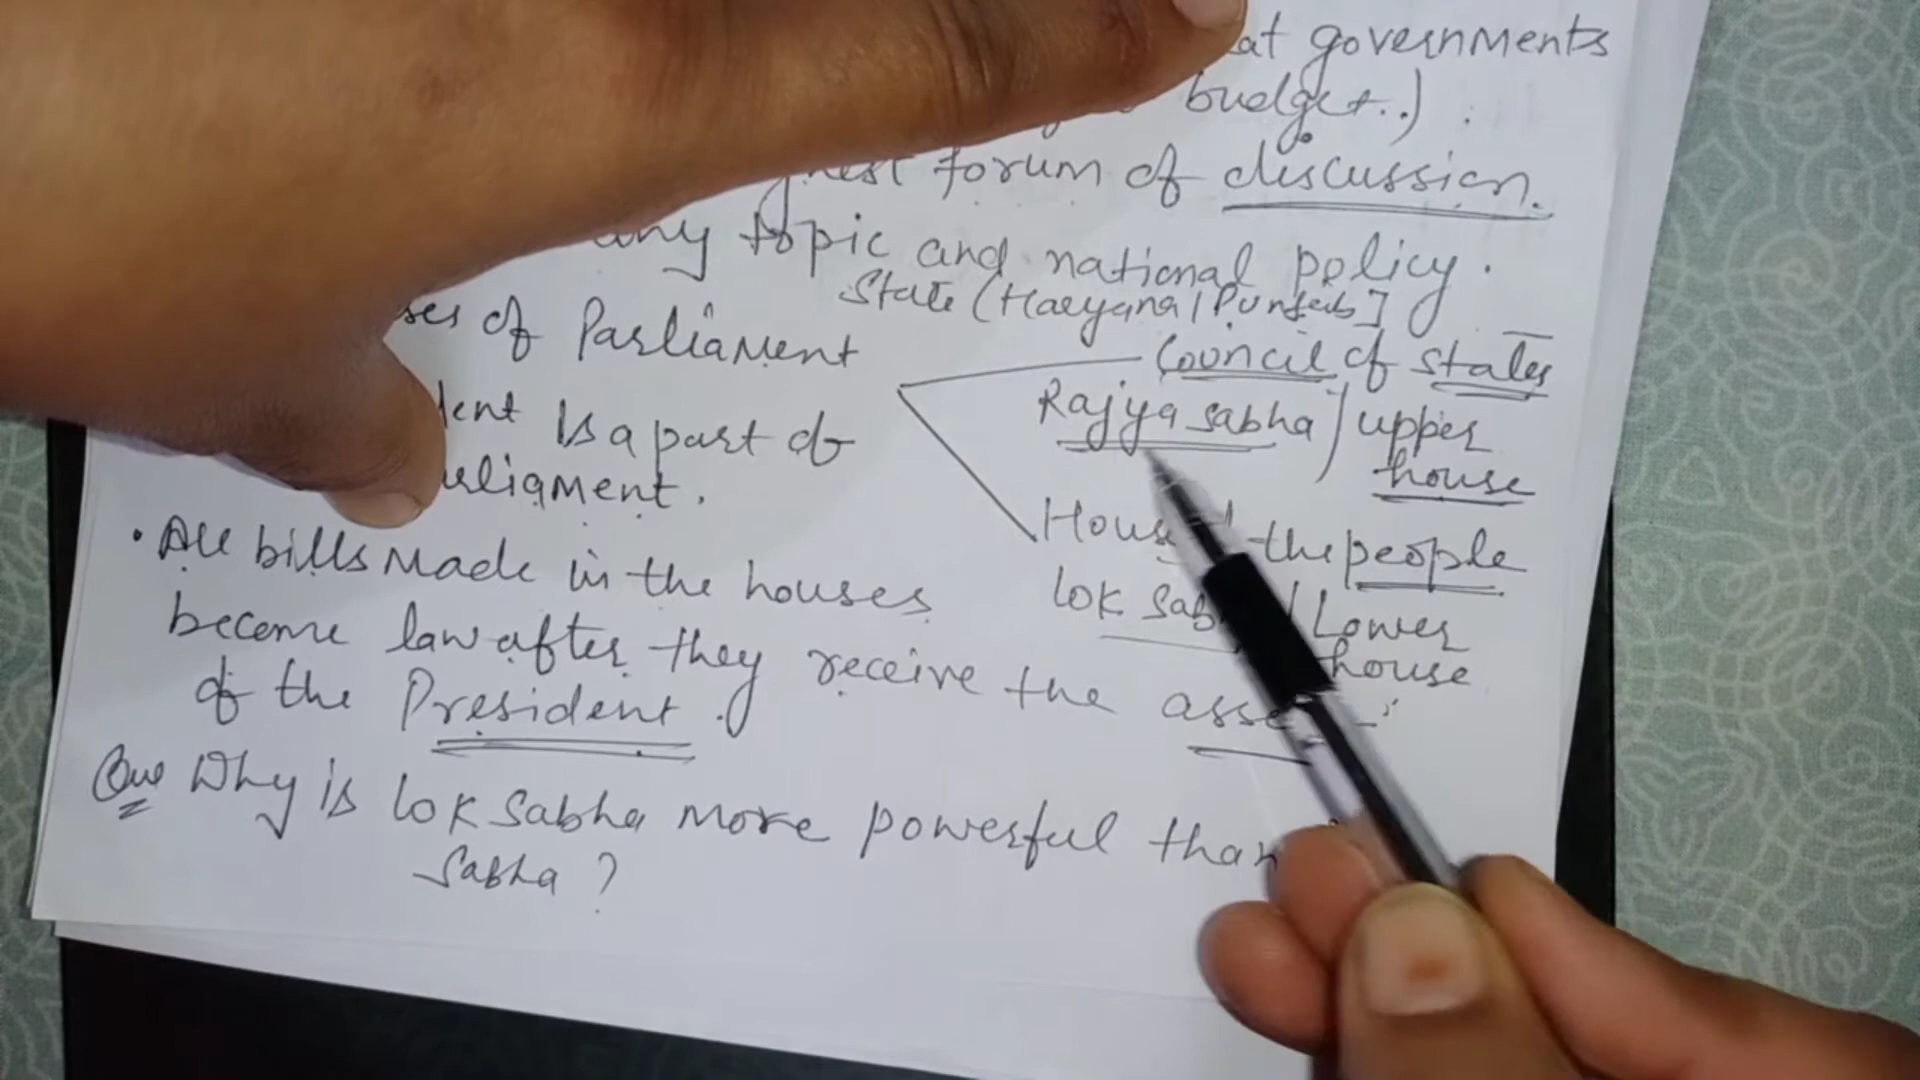 governments
budget..)
forum of discussion.
any topic and national policy.
State (Haryana / Punjab]
of Parliament
Council of states
Rajya sabha / upper
house
Is a part of
House the people
lok / Lower
house
• All bills made in the houses
become law after they receive the
of the President.
Que Why is lok sabha more powerful than
sabha ?